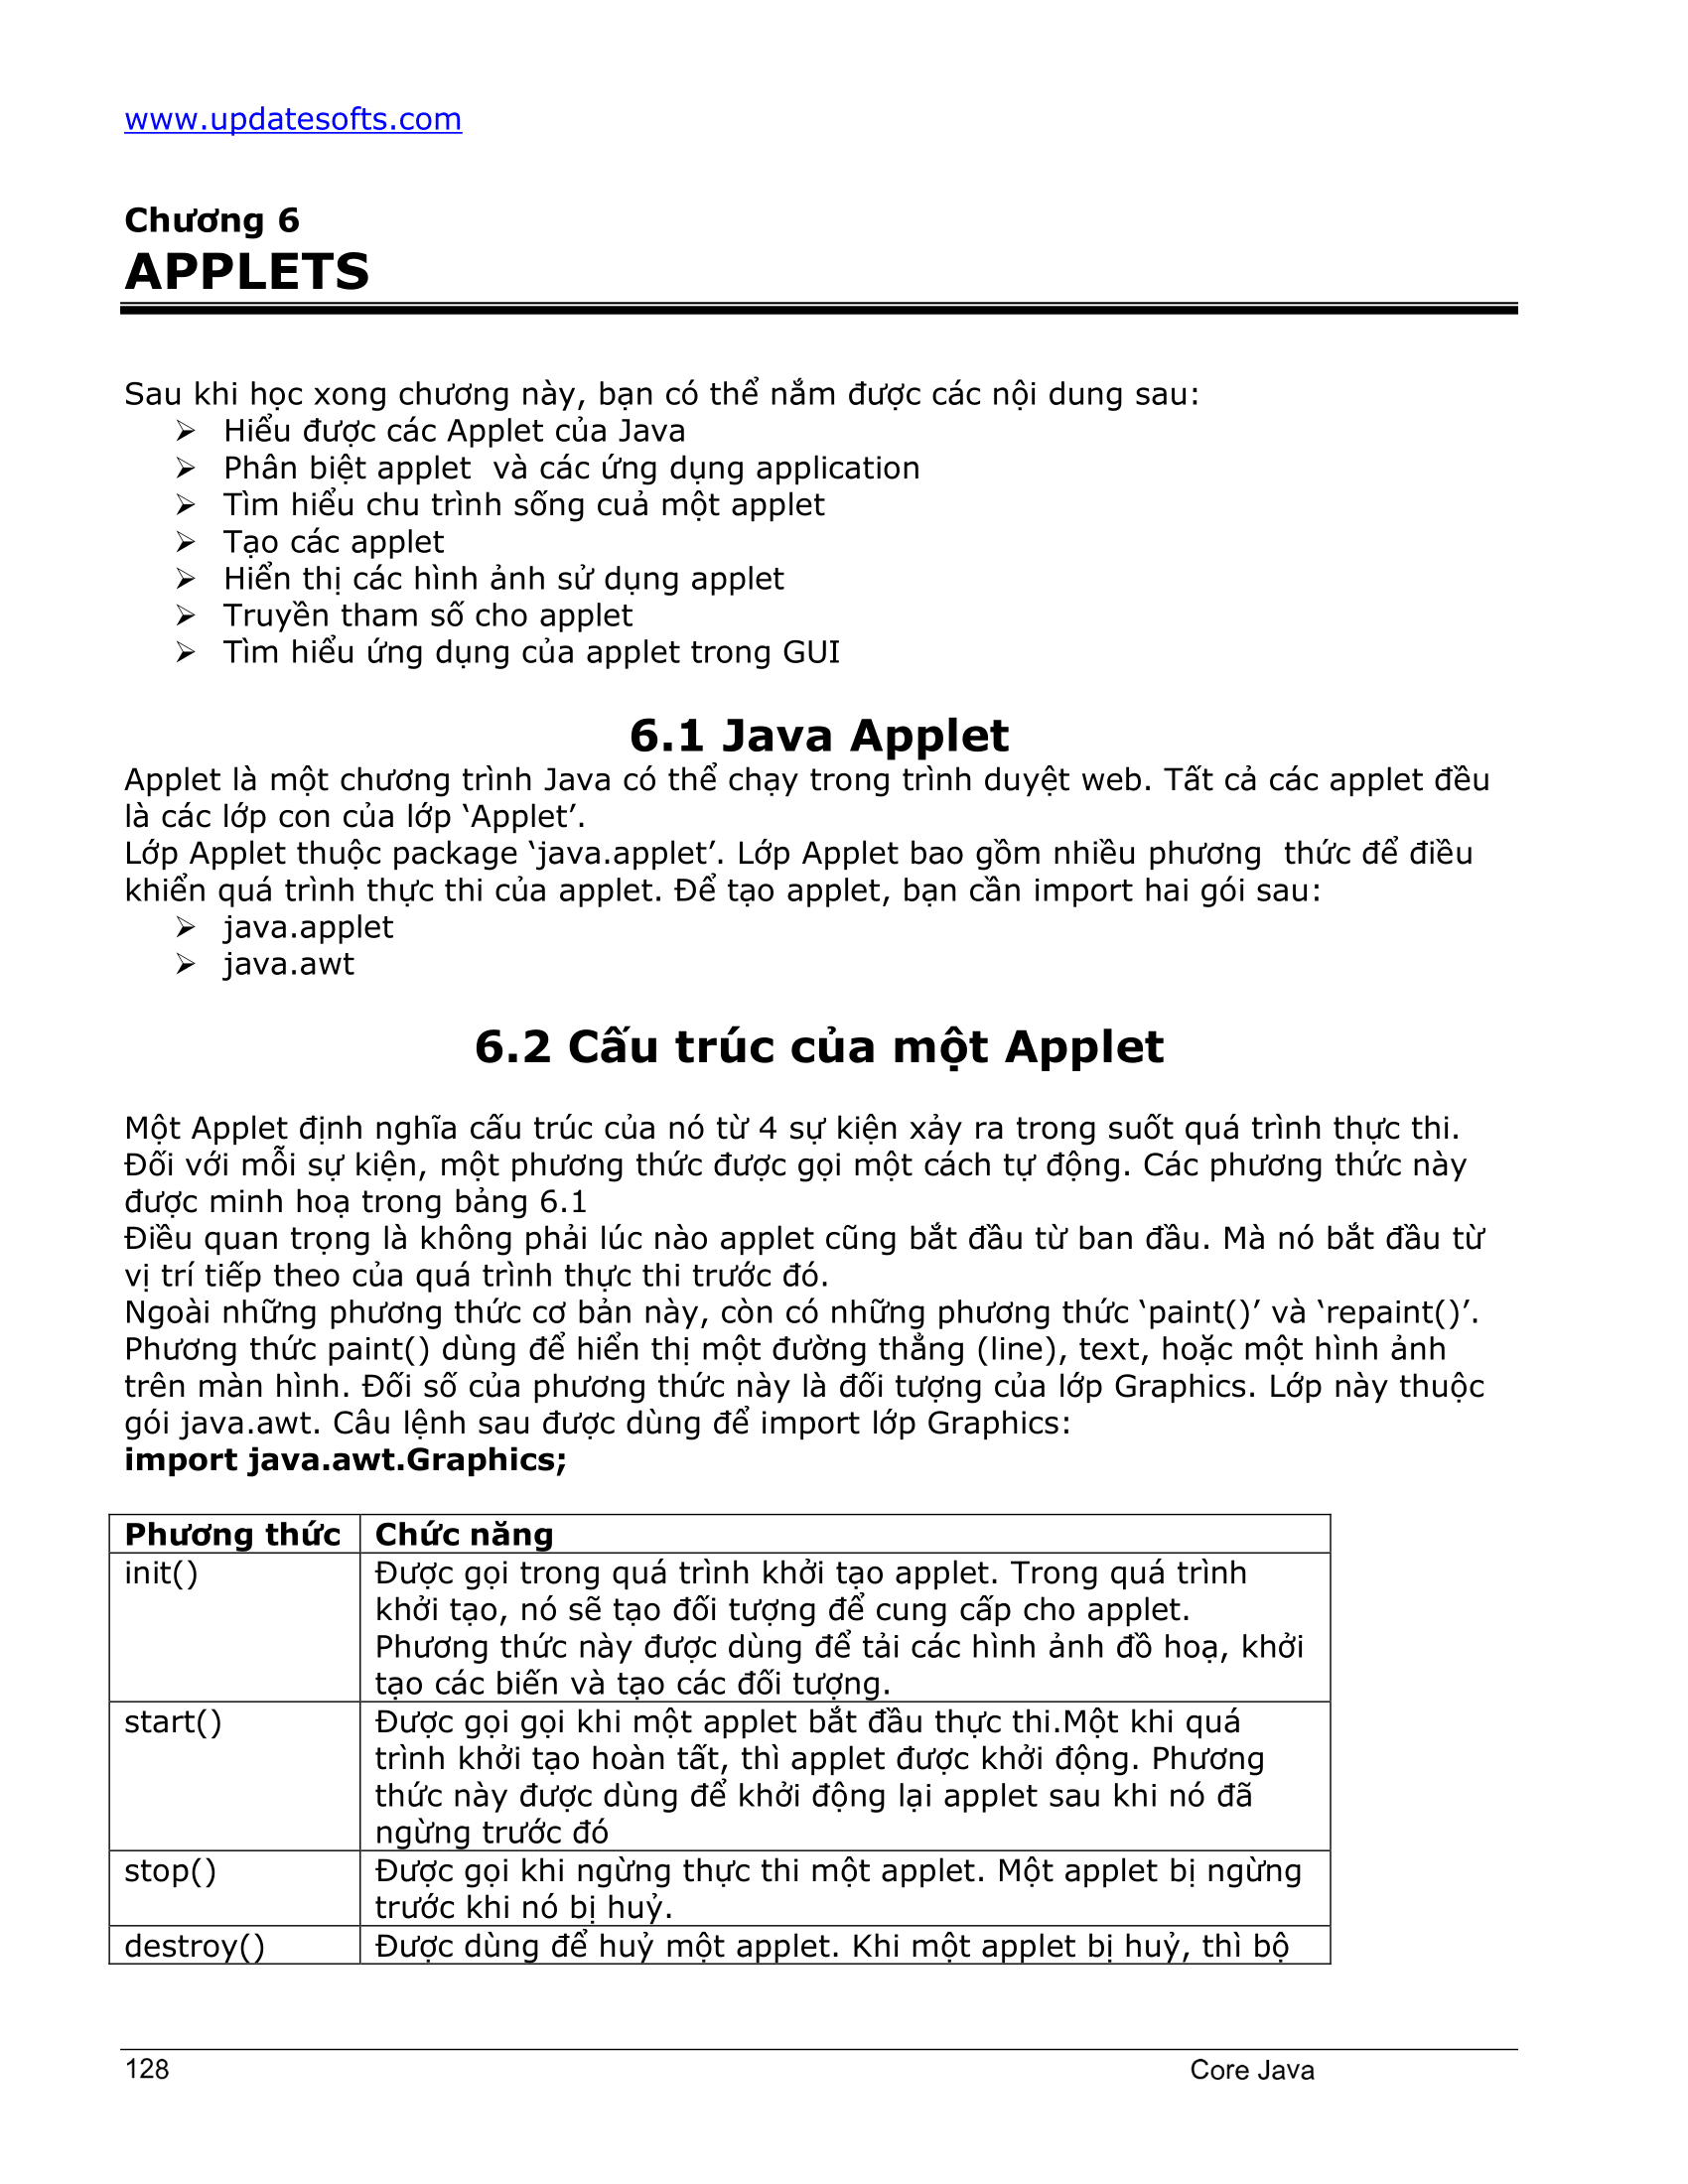 www.updatesofts.com
Chương 6
APPLETS
Sau khi học xong chương này, bạn có thể nắm được các nội dung sau:
➢ Hiểu được các Applet của Java
➢ Phân biệt applet  và các ứng dụng application
➢ Tìm hiểu chu trình sống cuả một applet
➢ Tạo các applet
➢ Hiển thị các hình ảnh sử dụng applet
➢ Truyền tham số cho applet
➢ Tìm hiểu ứng dụng của applet trong GUI
6.1 Java Applet
Applet là một chương trình Java có thể chạy trong trình duyệt web. Tất cả các applet đều
là các lớp con của lớp ‘Applet’.
Lớp Applet thuộc package ‘java.applet’. Lớp Applet bao gồm nhiều phương  thức để điều
khiển quá trình thực thi của applet. Để tạo applet, bạn cần import hai gói sau:
➢ java.applet
➢ java.awt
6.2 Cấu trúc của một Applet
Một Applet định nghĩa cấu trúc của nó từ 4 sự kiện xảy ra trong suốt quá trình thực thi.
Đối với mỗi sự kiện, một phương thức được gọi một cách tự động. Các phương thức này
được minh hoạ trong bảng 6.1
Điều quan trọng là không phải lúc nào applet cũng bắt đầu từ ban đầu. Mà nó bắt đầu từ
vị trí tiếp theo của quá trình thực thi trước đó.
Ngoài những phương thức cơ bản này, còn có những phương thức ‘paint()’ và ‘repaint()’.
Phương thức paint() dùng để hiển thị một đường thẳng (line), text, hoặc một hình ảnh
trên màn hình. Đối số của phương thức này là đối tượng của lớp Graphics. Lớp này thuộc
gói java.awt. Câu lệnh sau được dùng để import lớp Graphics:
import java.awt.Graphics;
Phương thức Chức năng
init() Được gọi trong quá trình khởi tạo applet. Trong quá trình
khởi tạo, nó sẽ tạo đối tượng để cung cấp cho applet.
Phương thức này được dùng để tải các hình ảnh đồ hoạ, khởi
tạo các biến và tạo các đối tượng.
start() Được gọi gọi khi một applet bắt đầu thực thi.Một khi quá
trình khởi tạo hoàn tất, thì applet được khởi động. Phương
thức này được dùng để khởi động lại applet sau khi nó đã
ngừng trước đó
stop() Được gọi khi ngừng thực thi một applet. Một applet bị ngừng
trước khi nó bị huỷ.
destroy() Được dùng để huỷ một applet. Khi một applet bị huỷ, thì bộ
128 Core Java